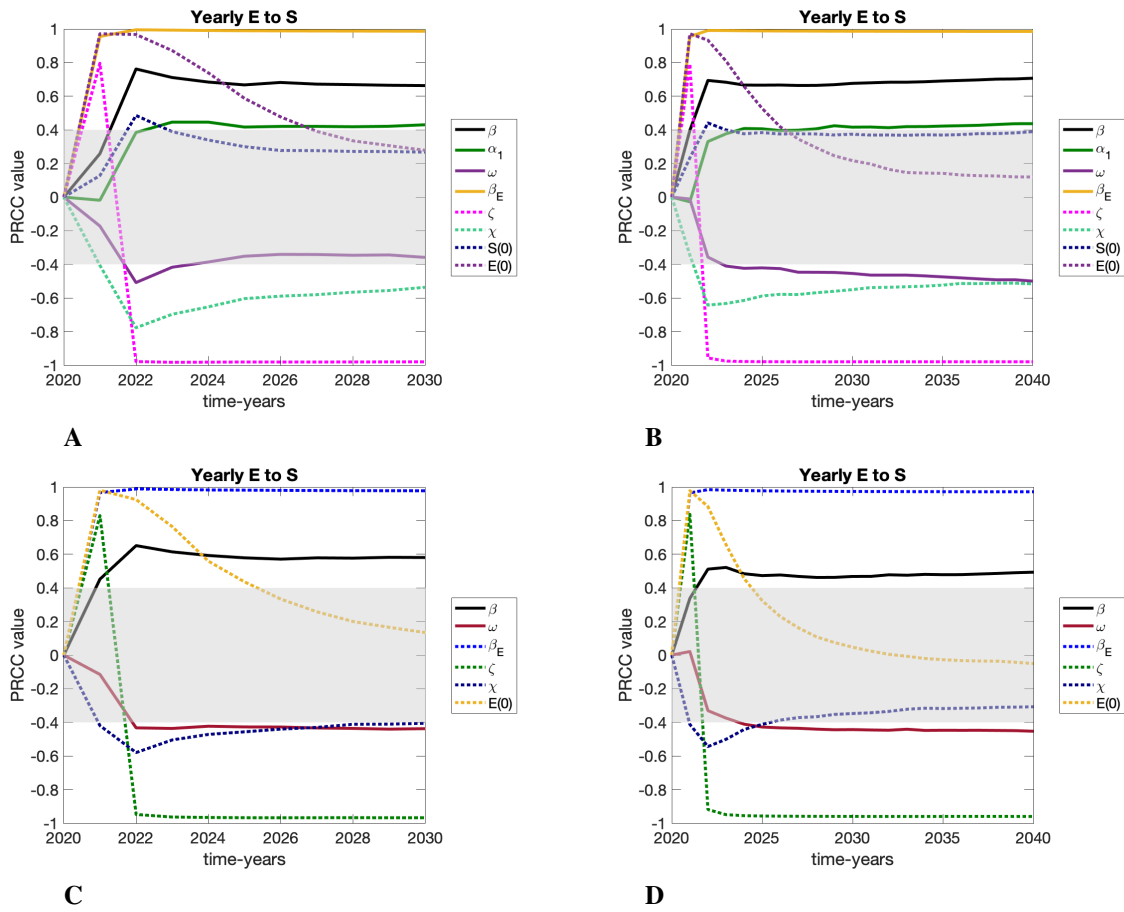 Yearly E to S
1
0.8
0.6
0.4
0.2
0
-0.2
-0.4
-0.6
-0.8
-1
PRCC value
2020 2022 2024 2026 2028 2030
time-years
β
α1
ω
βE
ζ
χ
S(0)
E(0)
A
Yearly E to S
1
0.8
0.6
0.4
0.2
0
-0.2
-0.4
-0.6
-0.8
-1
PRCC value
2020 2025 2030 2035 2040
time-years
β
α1
ω
βE
ζ
χ
S(0)
E(0)
B
Yearly E to S
1
0.8
0.6
0.4
0.2
0
-0.2
-0.4
-0.6
-0.8
-1
PRCC value
2020 2022 2024 2026 2028 2030
time-years
β
ω
βE
ζ
χ
E(0)
C
Yearly E to S
1
0.8
0.6
0.4
0.2
0
-0.2
-0.4
-0.6
-0.8
-1
PRCC value
2020 2025 2030 2035 2040
time-years
β
ω
βE
ζ
χ
E(0)
D